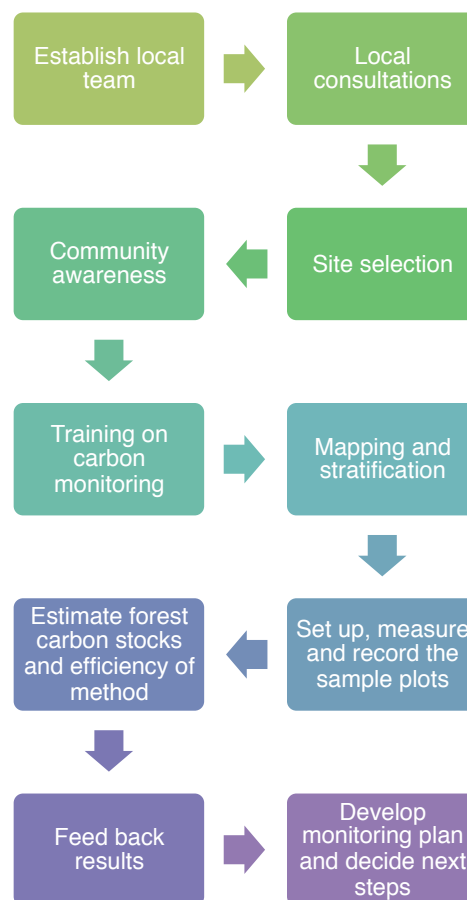 Establish local
team
Local
consultations
Site selection
Community
awareness
Training on
carbon
monitoring
Mapping and
stratification
Set up, measure
and record the
sample plots
Estimate forest
carbon stocks
and efficiency of
method
Feed back
results
Develop
monitoring plan
and decide next
steps